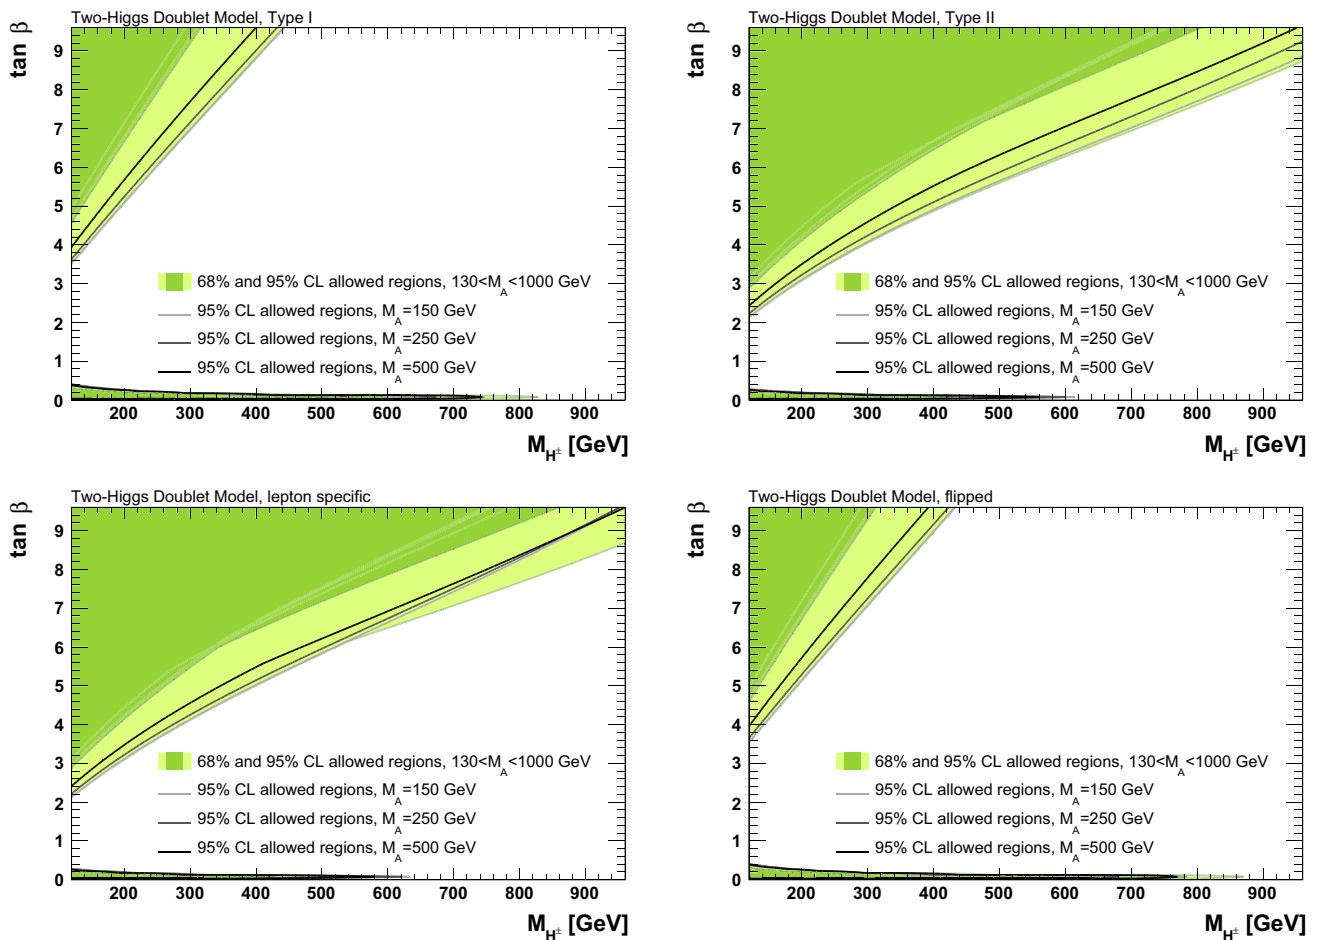 Two-Higgs Doublet Model, Type I
tan β
9
8
7
6
5
4
3
2
1
0
68% and 95% CL allowed regions, 130<M_A<1000 GeV
95% CL allowed regions, M_A=150 GeV
95% CL allowed regions, M_A=250 GeV
95% CL allowed regions, M_A=500 GeV
200 300 400 500 600 700 800 900
M_H± [GeV]
Two-Higgs Doublet Model, Type II
tan β
9
8
7
6
5
4
3
2
1
0
68% and 95% CL allowed regions, 130<M_A<1000 GeV
95% CL allowed regions, M_A=150 GeV
95% CL allowed regions, M_A=250 GeV
95% CL allowed regions, M_A=500 GeV
200 300 400 500 600 700 800 900
M_H± [GeV]
Two-Higgs Doublet Model, lepton specific
tan β
9
8
7
6
5
4
3
2
1
0
68% and 95% CL allowed regions, 130<M_A<1000 GeV
95% CL allowed regions, M_A=150 GeV
95% CL allowed regions, M_A=250 GeV
95% CL allowed regions, M_A=500 GeV
200 300 400 500 600 700 800 900
M_H± [GeV]
Two-Higgs Doublet Model, flipped
tan β
9
8
7
6
5
4
3
2
1
0
68% and 95% CL allowed regions, 130<M_A<1000 GeV
95% CL allowed regions, M_A=150 GeV
95% CL allowed regions, M_A=250 GeV
95% CL allowed regions, M_A=500 GeV
200 300 400 500 600 700 800 900
M_H± [GeV]